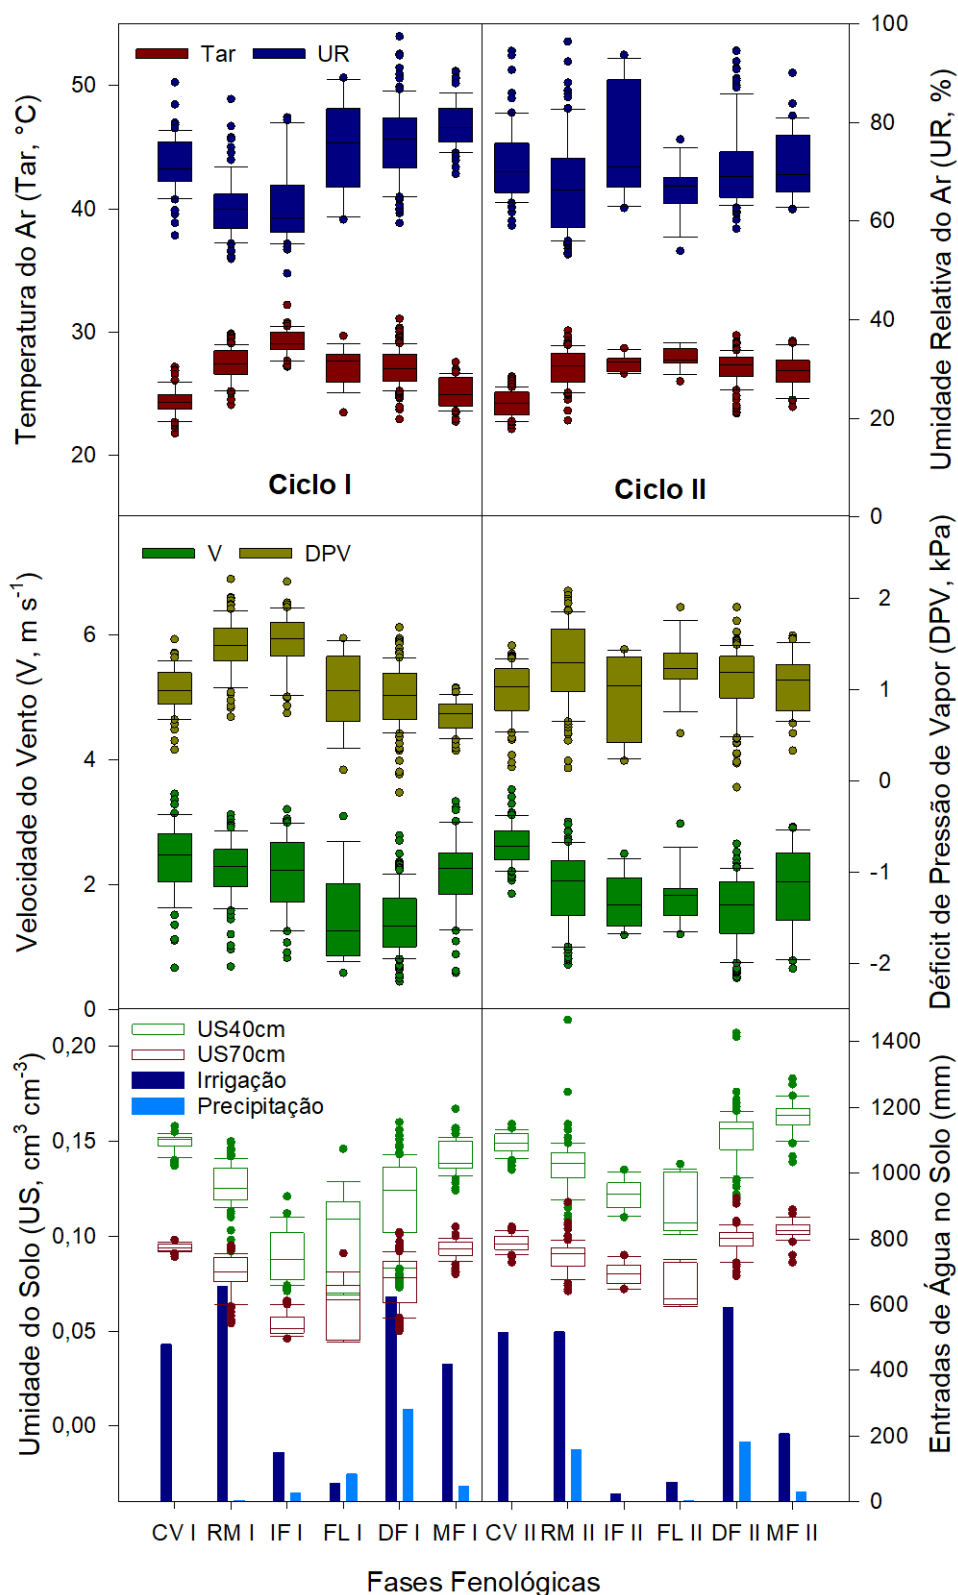 Tar UR
Temperatura do Ar (Tar, °C)
50
40
30
20
100
80
60
40
20
0
Umidade Relativa do Ar (UR, %)
Ciclo I
Ciclo II
V DPV
Velocidade do Vento (V, m s-1)
6
4
2
0
2
1
0
-1
-2
Déficit de Pressão de Vapor (DPV, kPa)
US40cm
US70cm
Irrigação
Precipitação
Umidade do Solo (US, cm3 cm-3)
0,20
0,15
0,10
0,05
0,00
1400
1200
1000
800
600
400
200
0
Entradas de Água no Solo (mm)
CV I RM I IF I FL I DF I MF I CV II RM II IF II FL II DF II MF II
Fases Fenológicas